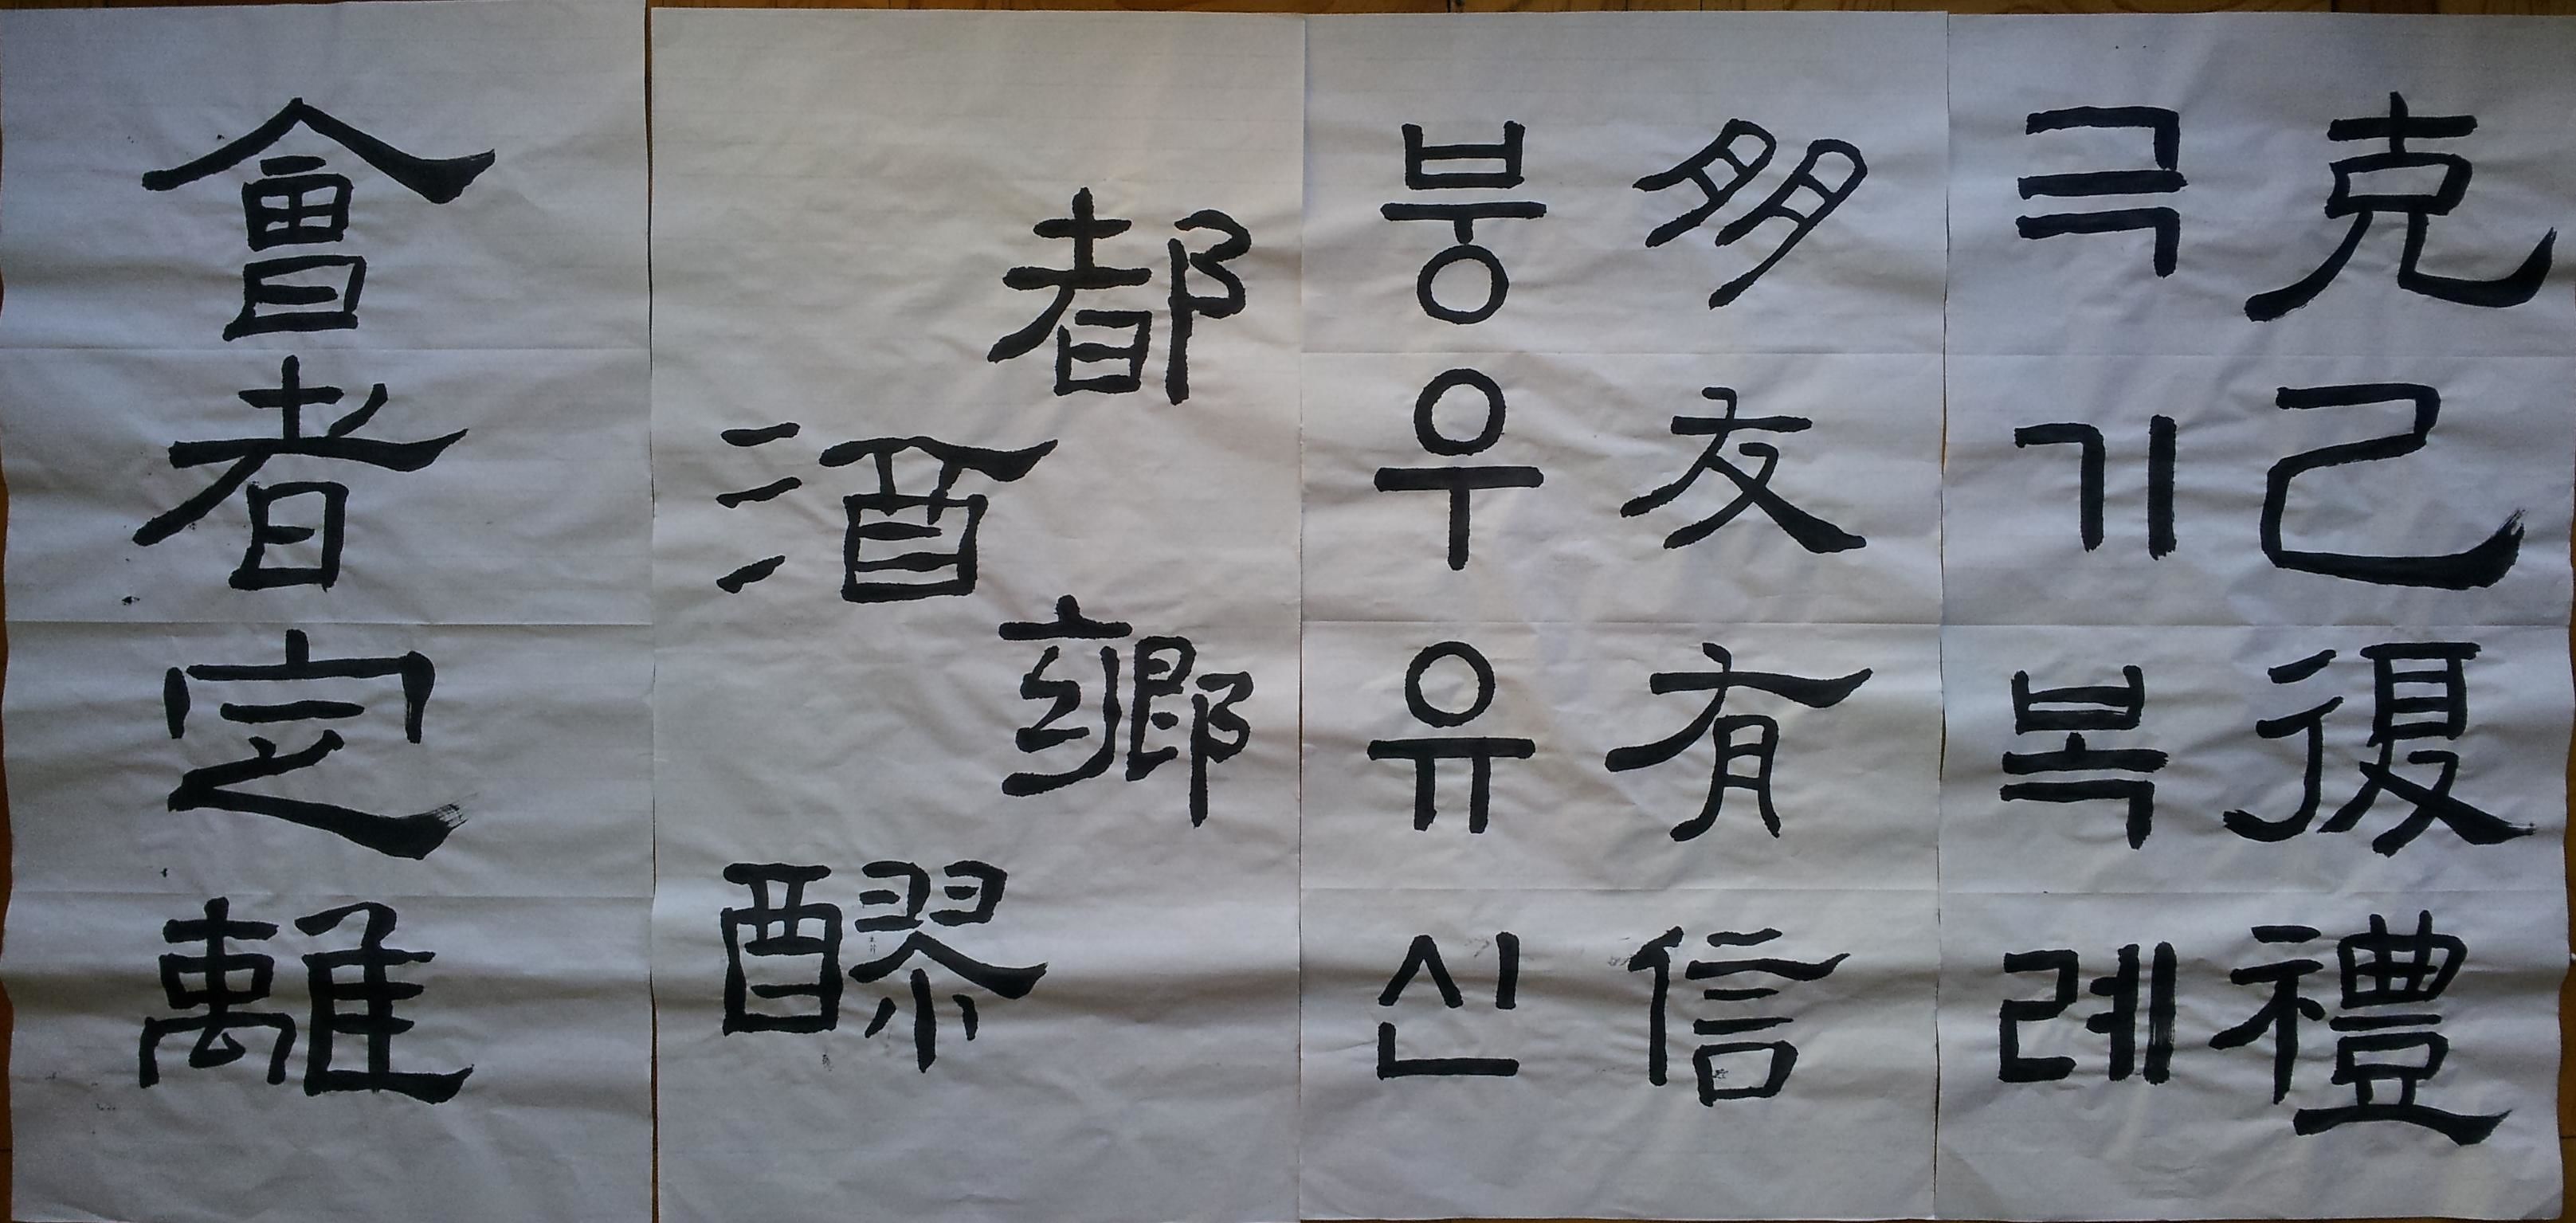 克己復禮
극기복례
朋友有信
붕우유신
都鄉
酒醪
會者定離